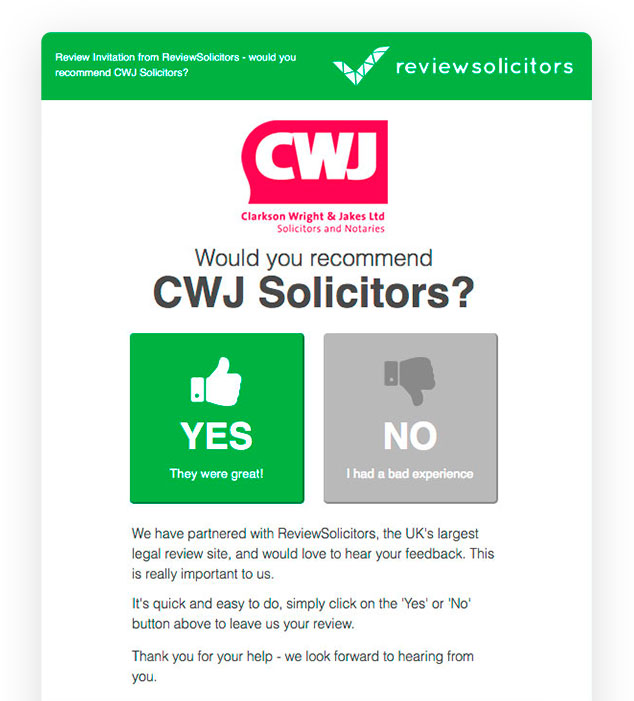 Review Invitation from ReviewSolicitors - would you
recommend CWJ Solicitors?
reviewsolicitors
CWJ
Clarkson Wright & Jakes Ltd
Solicitors and Notaries
Would you recommend
CWJ Solicitors?
YES
They were great!
NO
I had a bad experience
We have partnered with ReviewSolicitors, the UK's largest
legal review site, and would love to hear your feedback. This
is really important to us.
It's quick and easy to do, simply click on the 'Yes' or 'No'
button above to leave us your review.
Thank you for your help - we look forward to hearing from
you.